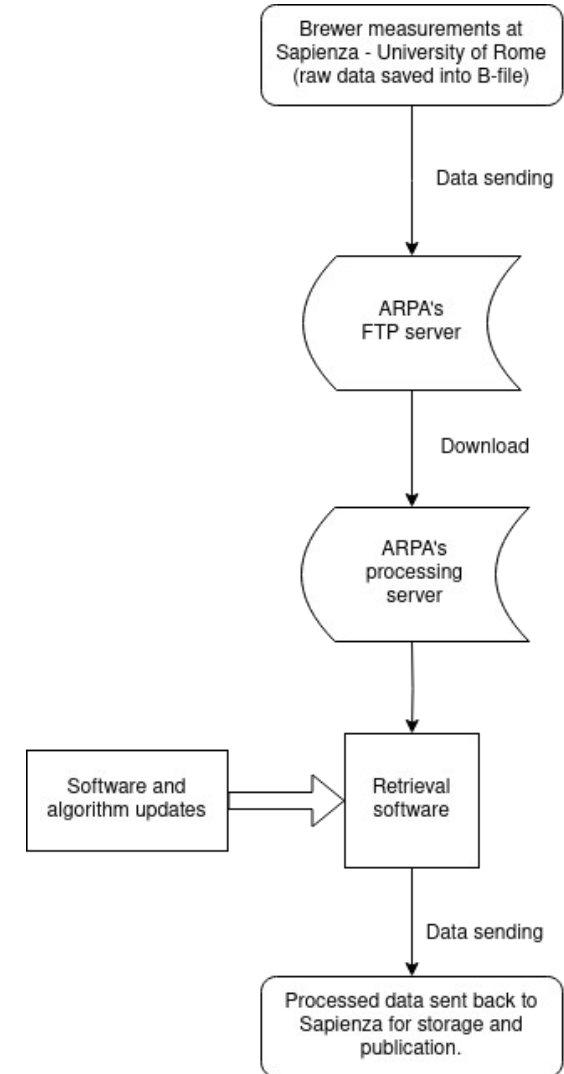 Brewer measurements at
Sapienza - University of Rome
(raw data saved into B-file)
Data sending
ARPA's
FTP server
Download
ARPA's
processing
server
Software and
algorithm updates
Retrieval
software
Data sending
Processed data sent back to
Sapienza for storage and
publication.